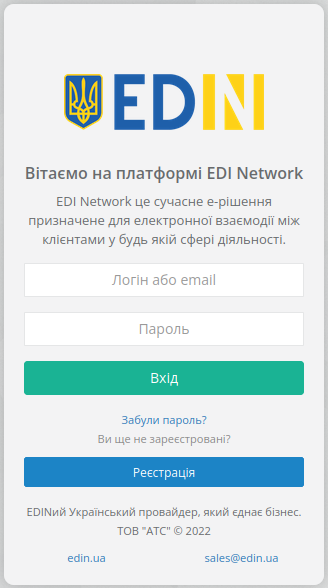 EDIN
Вітаємо на платформі EDI Network
EDI Network це сучасне е-рішення
призначене для електронної взаємодії між
клієнтами у будь якій сфері діяльності.
Логін або email
Пароль
Вхід
Забули пароль?
Ви ще не зареєстровані?
Реєстрація
EDINий Український провайдер, який єднає бізнес.
ТОВ "АТС" © 2022
edin.ua sales@edin.ua